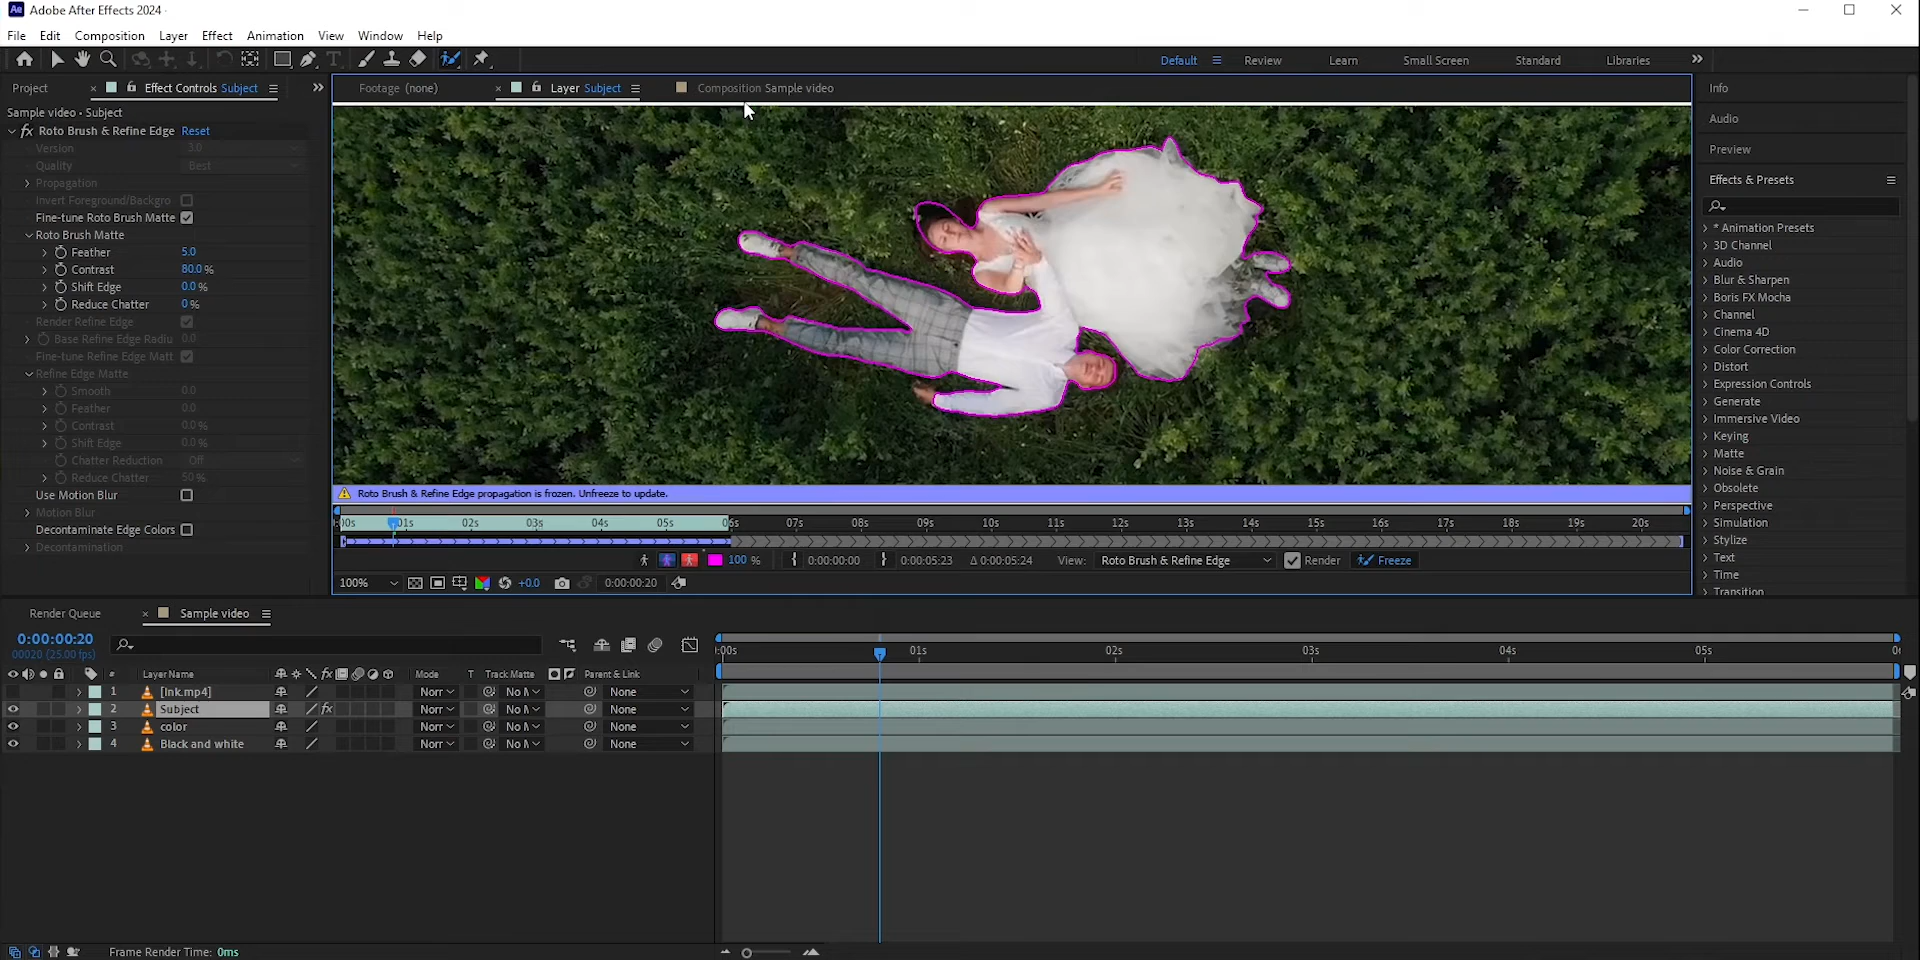 Ae Adobe After Effects 2024
File Edit Composition Layer Effect Animation View Window Help
Default Review Learn Small Screen Standard Libraries
Project Effect Controls Subject
Footage (none) Layer Subject Composition Sample video
Sample video • Subject
fx Roto Brush & Refine Edge Reset
Version 3.0
Quality Best
Propagation
Invert Foreground/Backgro
Fine-tune Roto Brush Matte
Roto Brush Matte
Feather 5.0
Contrast 80.0 %
Shift Edge 0.0 %
Reduce Chatter 0 %
Render Refine Edge
Base Refine Edge Radiu 0.0
Fine-tune Refine Edge Matt
Refine Edge Matte
Smooth 0.0
Feather 0.0
Contrast 0.0 %
Shift Edge 0.0 %
Chatter Reduction Off
Reduce Chatter 50 %
Use Motion Blur
Motion Blur
Decontaminate Edge Colors
Decontamination
Roto Brush & Refine Edge propagation is frozen. Unfreeze to update.
:00s 01s 02s 03s 04s 05s 06s 07s 08s 09s 10s 11s 12s 13s 14s 15s 16s 17s 18s 19s 20s
100 % 0:00:00:00 0:00:05:23 Δ 0:00:05:24 View: Roto Brush & Refine Edge Render Freeze
100% +0.0 0:00:00:20
Info
Audio
Preview
Effects & Presets
* Animation Presets
3D Channel
Audio
Blur & Sharpen
Boris FX Mocha
Channel
Cinema 4D
Color Correction
Distort
Expression Controls
Generate
Immersive Video
Keying
Matte
Noise & Grain
Obsolete
Perspective
Simulation
Stylize
Text
Time
Transition
Render Queue Sample video
0:00:00:20
00020 (25.00 fps)
:00s 01s 02s 03s 04s 05s 0
# Layer Name fx Mode T Track Matte Parent & Link
1 [Ink.mp4] Norr No M None
2 Subject fx Norr No M None
3 color Norr No M None
4 Black and white Norr No M None
Frame Render Time: 0ms